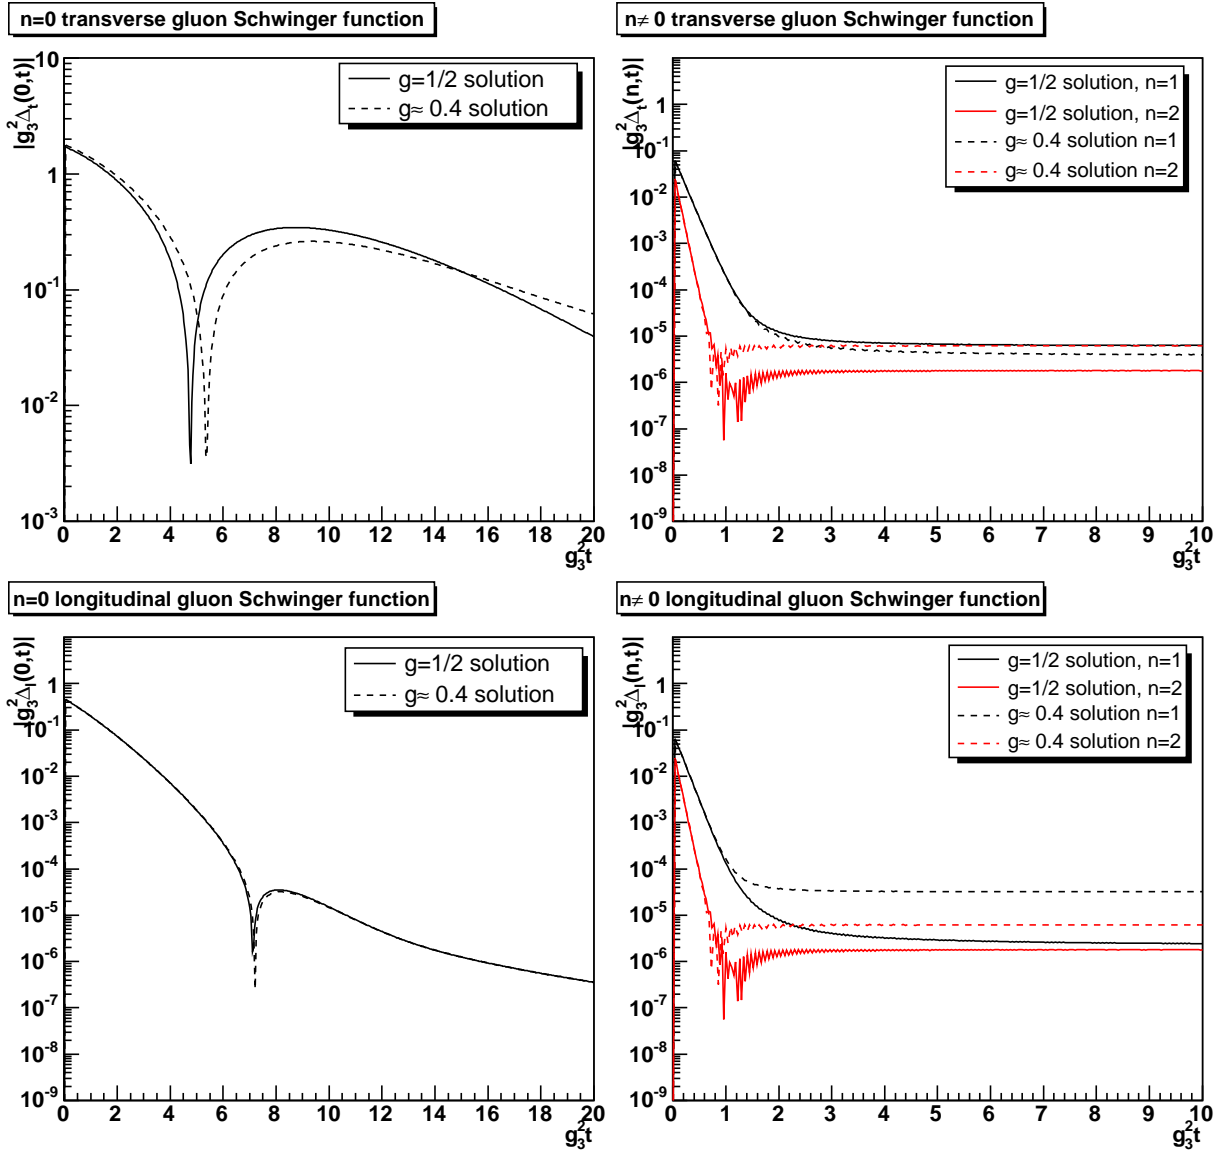 n=0 transverse gluon Schwinger function
|g₃²Δₜ(0,t)|
10
1
10⁻¹
10⁻²
10⁻³
g=1/2 solution
g≈ 0.4 solution
0 2 4 6 8 10 12 14 16 18 20
g₃²t
n≠ 0 transverse gluon Schwinger function
|g₃²Δₜ(n,t)|
1
10⁻¹
10⁻²
10⁻³
10⁻⁴
10⁻⁵
10⁻⁶
10⁻⁷
10⁻⁸
10⁻⁹
g=1/2 solution, n=1
g=1/2 solution, n=2
g≈ 0.4 solution n=1
g≈ 0.4 solution n=2
0 1 2 3 4 5 6 7 8 9 10
g₃²t
n=0 longitudinal gluon Schwinger function
|g₃²Δₗ(0,t)|
1
10⁻¹
10⁻²
10⁻³
10⁻⁴
10⁻⁵
10⁻⁶
10⁻⁷
10⁻⁸
10⁻⁹
g=1/2 solution
g≈ 0.4 solution
0 2 4 6 8 10 12 14 16 18 20
g₃²t
n≠ 0 longitudinal gluon Schwinger function
|g₃²Δₗ(n,t)|
1
10⁻¹
10⁻²
10⁻³
10⁻⁴
10⁻⁵
10⁻⁶
10⁻⁷
10⁻⁸
10⁻⁹
g=1/2 solution, n=1
g=1/2 solution, n=2
g≈ 0.4 solution n=1
g≈ 0.4 solution n=2
0 1 2 3 4 5 6 7 8 9 10
g₃²t